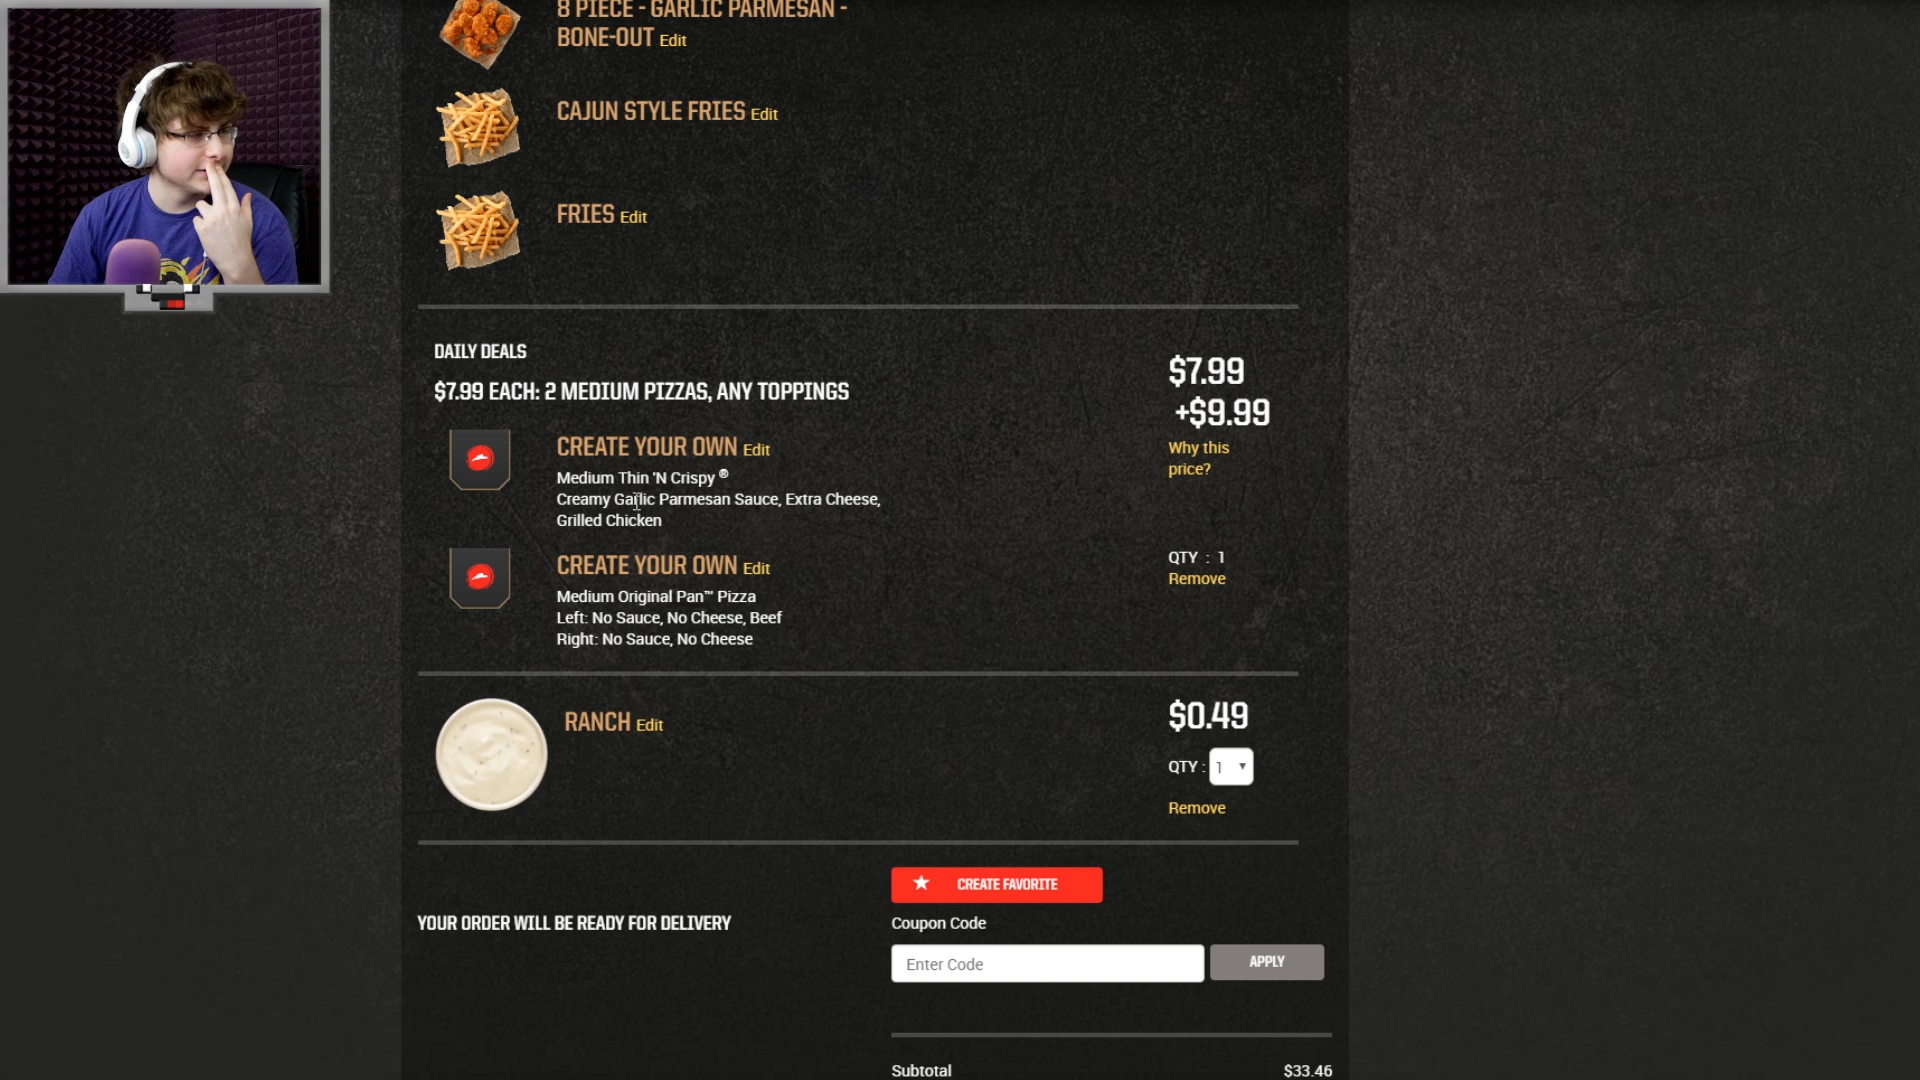 8 PIECE - GARLIC PARMESAN -
BONE-OUT Edit
CAJUN STYLE FRIES Edit
FRIES Edit
DAILY DEALS
$7.99 EACH: 2 MEDIUM PIZZAS, ANY TOPPINGS
$7.99
+$9.99
Why this
price?
CREATE YOUR OWN Edit
Medium Thin 'N Crispy ®
Creamy Garlic Parmesan Sauce, Extra Cheese,
Grilled Chicken
CREATE YOUR OWN Edit
Medium Original Pan™ Pizza
Left: No Sauce, No Cheese, Beef
Right: No Sauce, No Cheese
QTY : 1
Remove
RANCH Edit
$0.49
QTY : 1
Remove
CREATE FAVORITE
YOUR ORDER WILL BE READY FOR DELIVERY
Coupon Code
Enter Code
APPLY
Subtotal $33.46